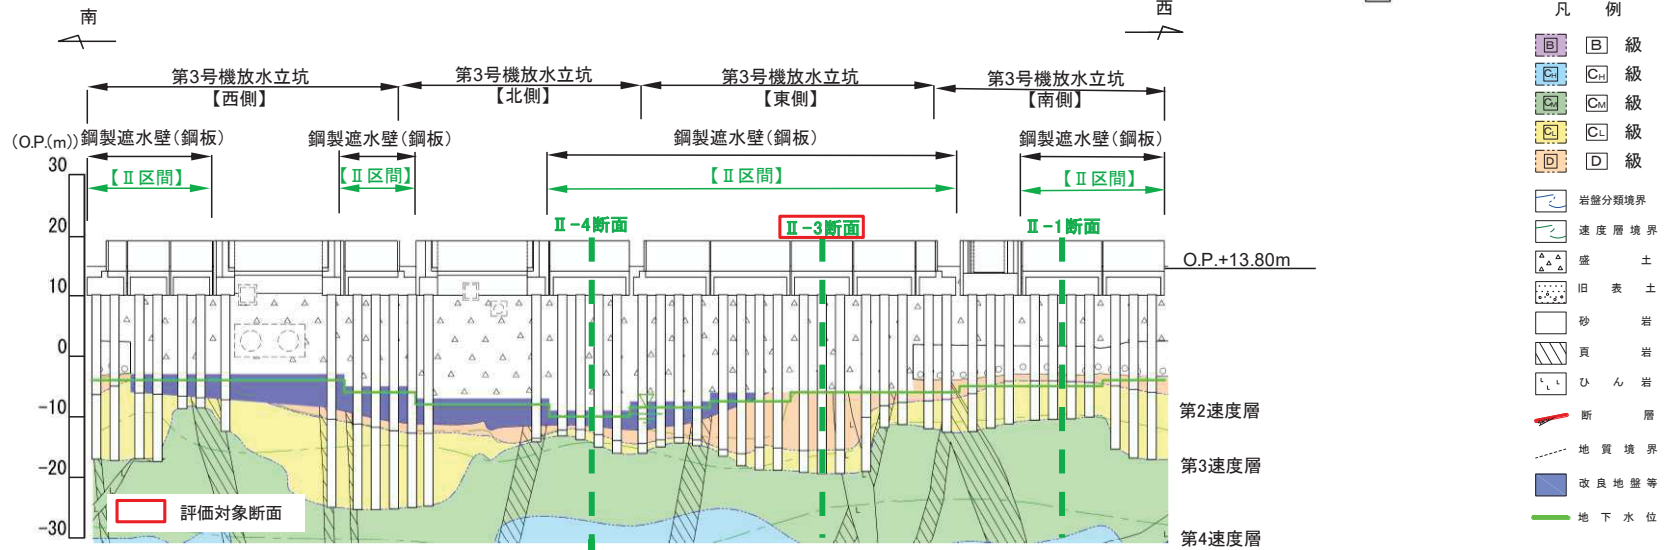 南
西
第3号機放水立坑
【西側】
第3号機放水立坑
【北側】
第3号機放水立坑
【東側】
第3号機放水立坑
【南側】
(O.P.(m))
鋼製遮水壁(鋼板)
鋼製遮水壁(鋼板)
鋼製遮水壁(鋼板)
鋼製遮水壁(鋼板)
【Ⅱ区間】
【Ⅱ区間】
【Ⅱ区間】
【Ⅱ区間】
Ⅱ-4断面
Ⅱ-3断面
Ⅱ-1断面
30
20
10
0
-10
-20
-30
O.P.+13.80m
第2速度層
第3速度層
第4速度層
評価対象断面
凡 例
B B 級
CH CH 級
CM CM 級
CL CL 級
D D 級
岩盤分類境界
速度層境界
盛 土
旧 表 土
砂 岩
頁 岩
ひ ん 岩
断 層
地 質 境 界
改良地盤等
地 下 水 位